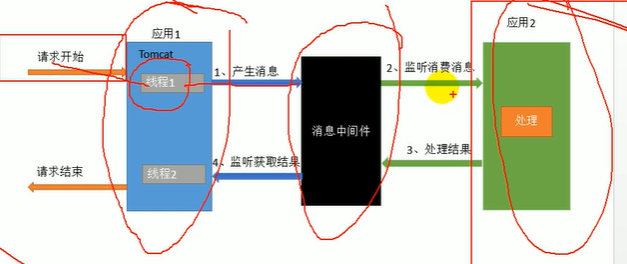 应用1
应用2
请求开始
Tomcat
线程1
1、产生消息
2、监听消费消息
消息中间件
处理
3、处理结果
4、监听获取结果
线程2
请求结束